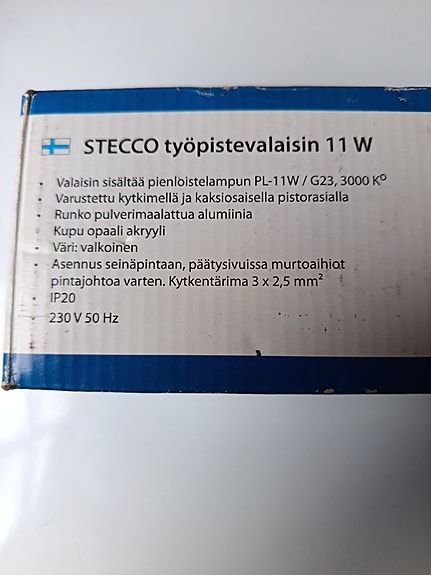 STECCO työpistevalaisin 11 W
• Valaisin sisältää pienloistelampun PL-11W / G23, 3000 K°
• Varustettu kytkimellä ja kaksiosaisella pistorasialla
• Runko pulverimaalattua alumiinia
• Kupu opaali akryyli
• Väri: valkoinen
• Asennus seinäpintaan, päätysivuissa murtoaihiot
pintajohtoa varten. Kytkentärima 3 x 2,5 mm²
• IP20
• 230 V 50 Hz